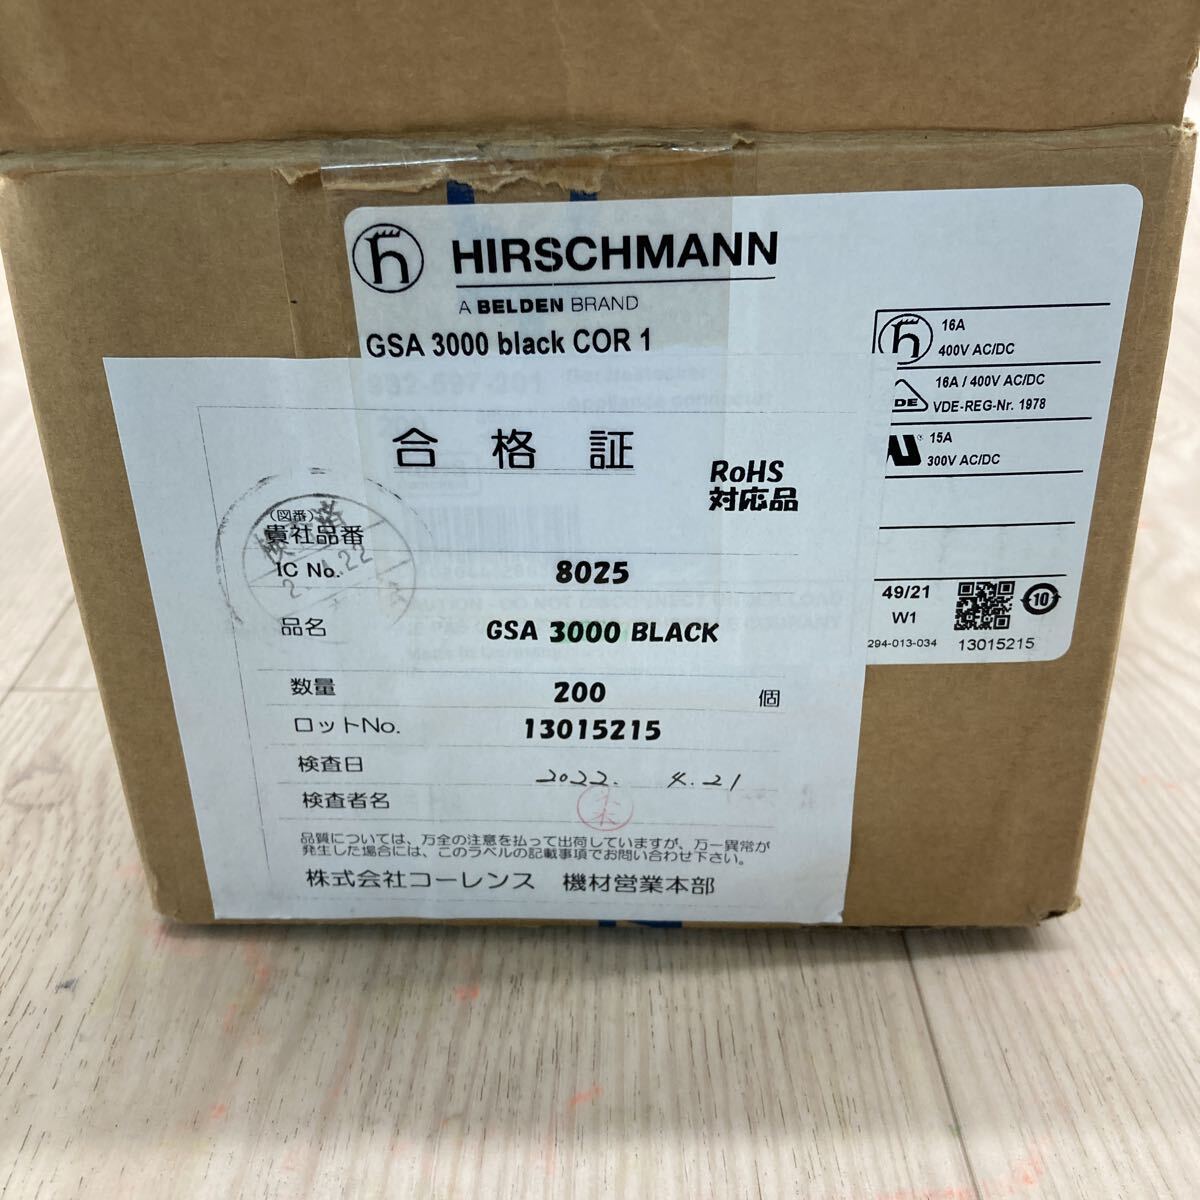 HIRSCHMANN
A BELDEN BRAND
GSA 3000 black COR 1
932-597-301
16A
400V AC/DC
16A / 400V AC/DC
VDE-REG-Nr. 1978
15A
300V AC/DC
49/21
W1
10
294-013-034
13015215
合格証
RoHS
対応品
(図番)
貴社品番
IC No.
8025
品名
GSA 3000 BLACK
数量
200
個
ロットNo.
13015215
検査日
2022. 4.21
検査者名
品質については、万全の注意を払って出荷していますが、万一異常が
発生した場合には、このラベルの記載事項でお問い合わせ下さい。
株式会社コーレンス 機材営業本部